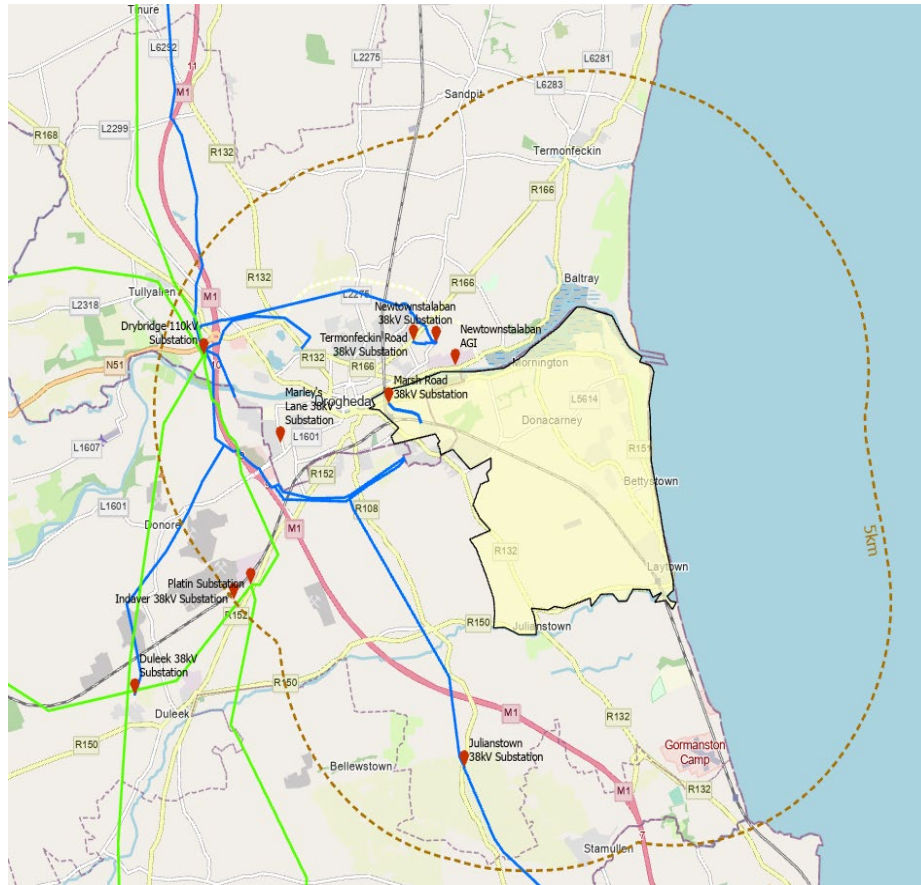 Tinure
L6292
L2275
L6281
11
M1
L6283
Sandpit
L2299
R168
R132
Termonfeckin
R166
R132
Baltray
Tullyallen
M1
L2318
L2275
Drybridge 110kV
Substation
Newtownstalaban
38kV Substation
Termonfeckin Road
38kV Substation
Newtownstalaban
AGI
R132
R166
N51
10
Mornington
Marsh Road
38kV Substation
Drogheda
L5614
Marley's
Lane 38kV
Substation
L1601
Donacarney
L1607
R151
R152
Bettystown
L1601
R108
Donore
M1
R132
5km
Laytown
Platin Substation
Indaver 38kV Substation
R152
R150
Julianstown
Duleek 38kV
Substation
R150
Duleek
M1
R132
R150
Julianstown
38kV Substation
Gormanston
Camp
Bellewstown
M1
R132
Stamullen